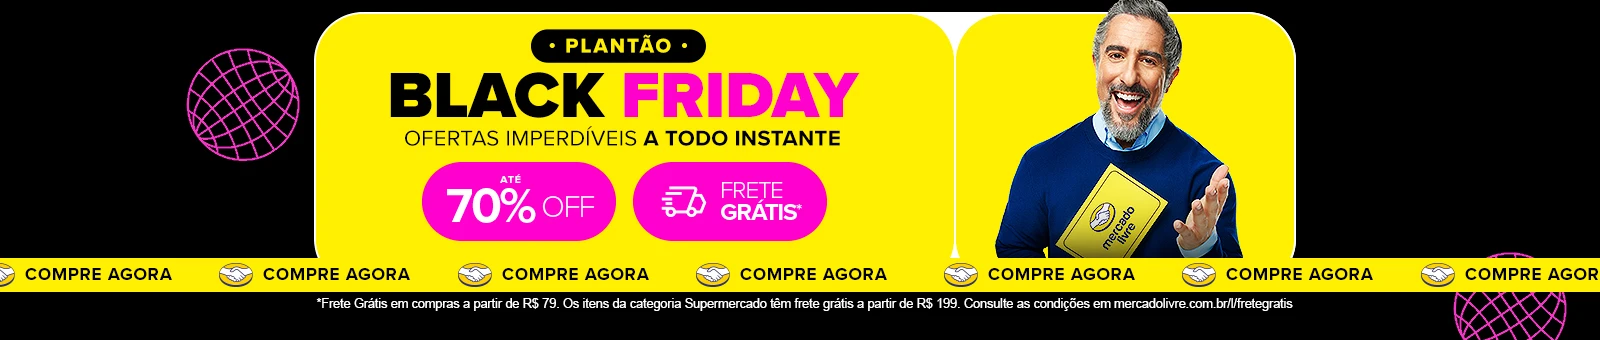 • PLANTÃO •
BLACK FRIDAY
OFERTAS IMPERDÍVEIS A TODO INSTANTE
ATÉ
70% OFF
FRETE
GRÁTIS*
mercado
livre
COMPRE AGORA COMPRE AGORA COMPRE AGORA COMPRE AGORA COMPRE AGORA COMPRE AGORA COMPRE AGOR
*Frete Grátis em compras a partir de R$ 79. Os itens da categoria Supermercado têm frete grátis a partir de R$ 199. Consulte as condições em mercadolivre.com.br/l/fretegratis